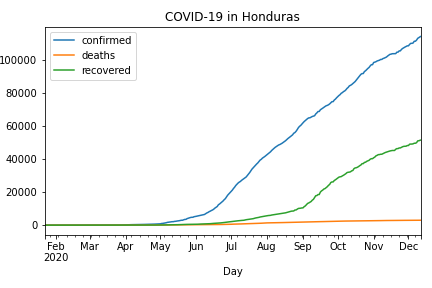 COVID-19 in Honduras
confirmed
deaths
recovered
100000
80000
60000
40000
20000
0
Feb Mar Apr May Jun Jul Aug Sep Oct Nov Dec
2020
Day